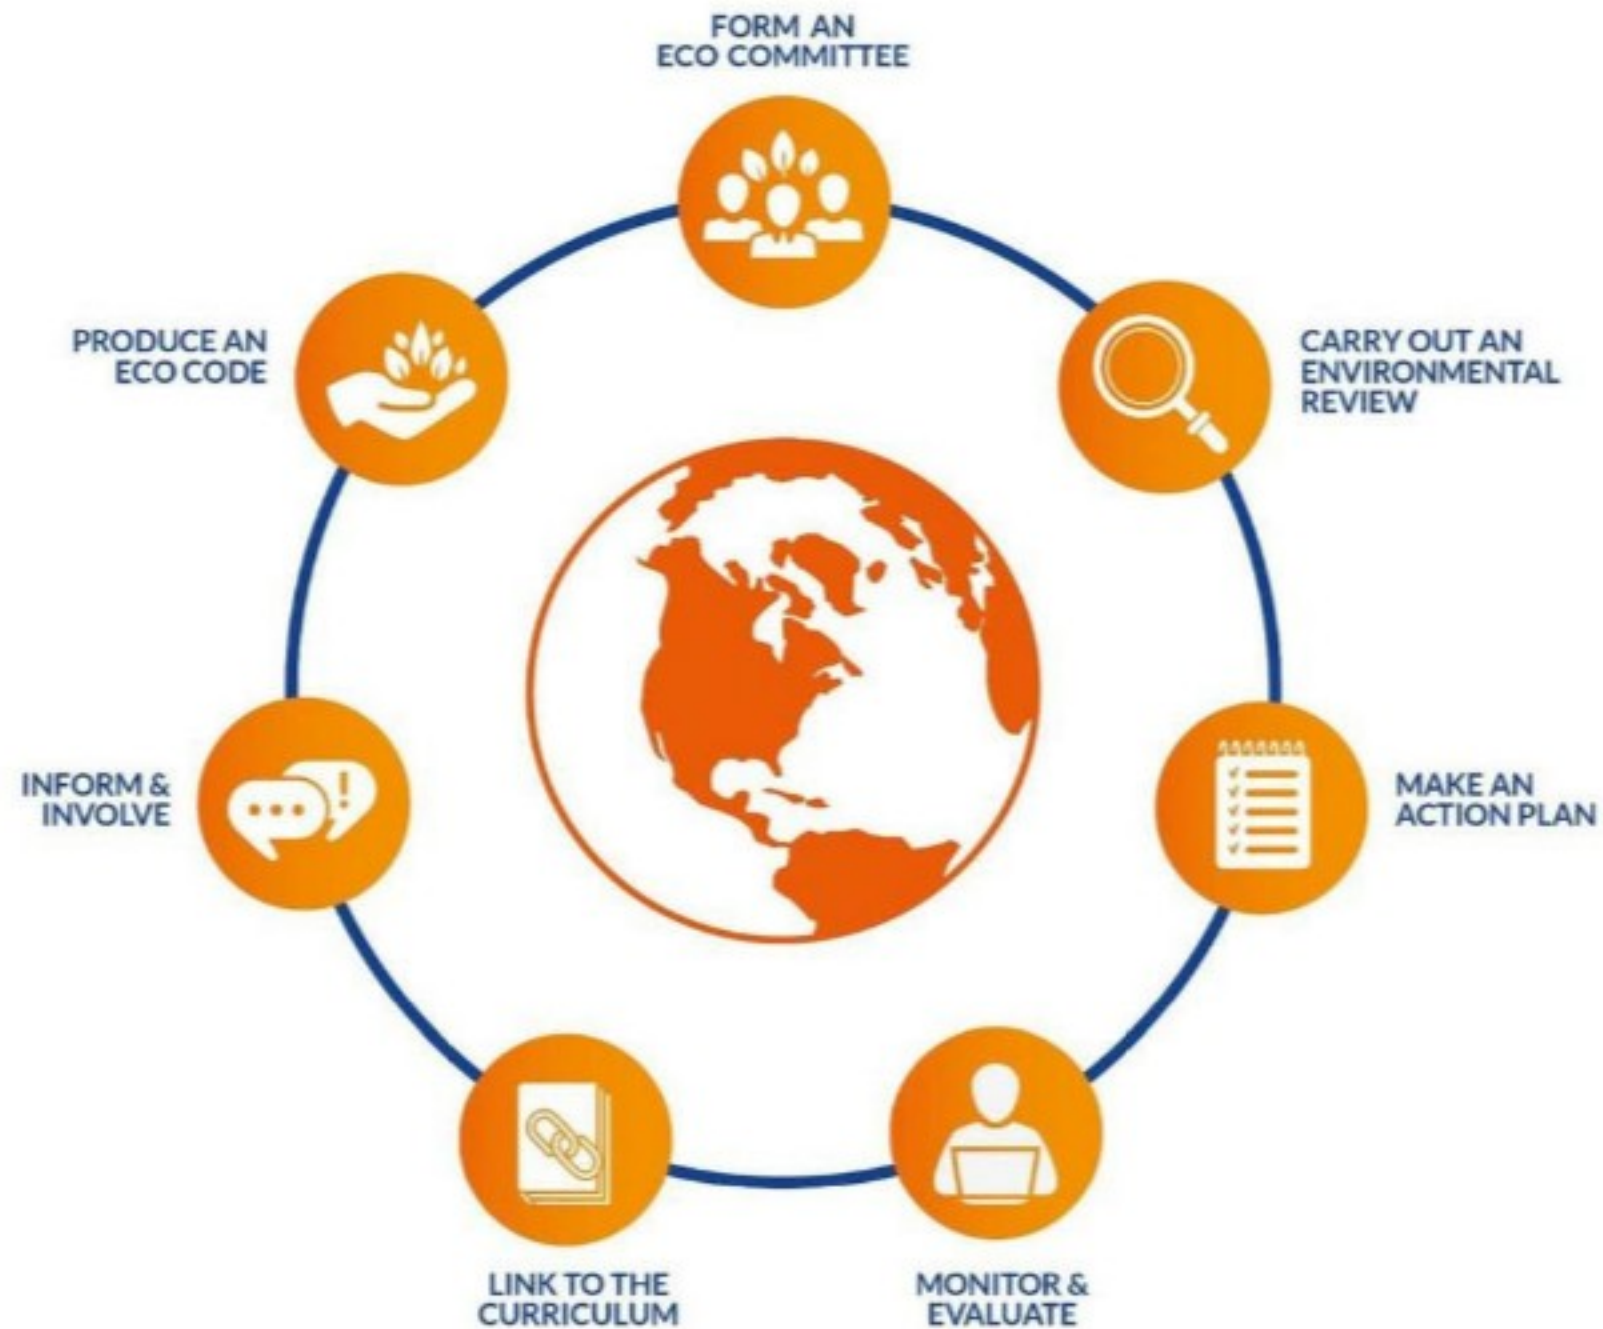 FORM AN
ECO COMMITTEE
CARRY OUT AN
ENVIRONMENTAL
REVIEW
MAKE AN
ACTION PLAN
MONITOR &
EVALUATE
LINK TO THE
CURRICULUM
INFORM &
INVOLVE
PRODUCE AN
ECO CODE